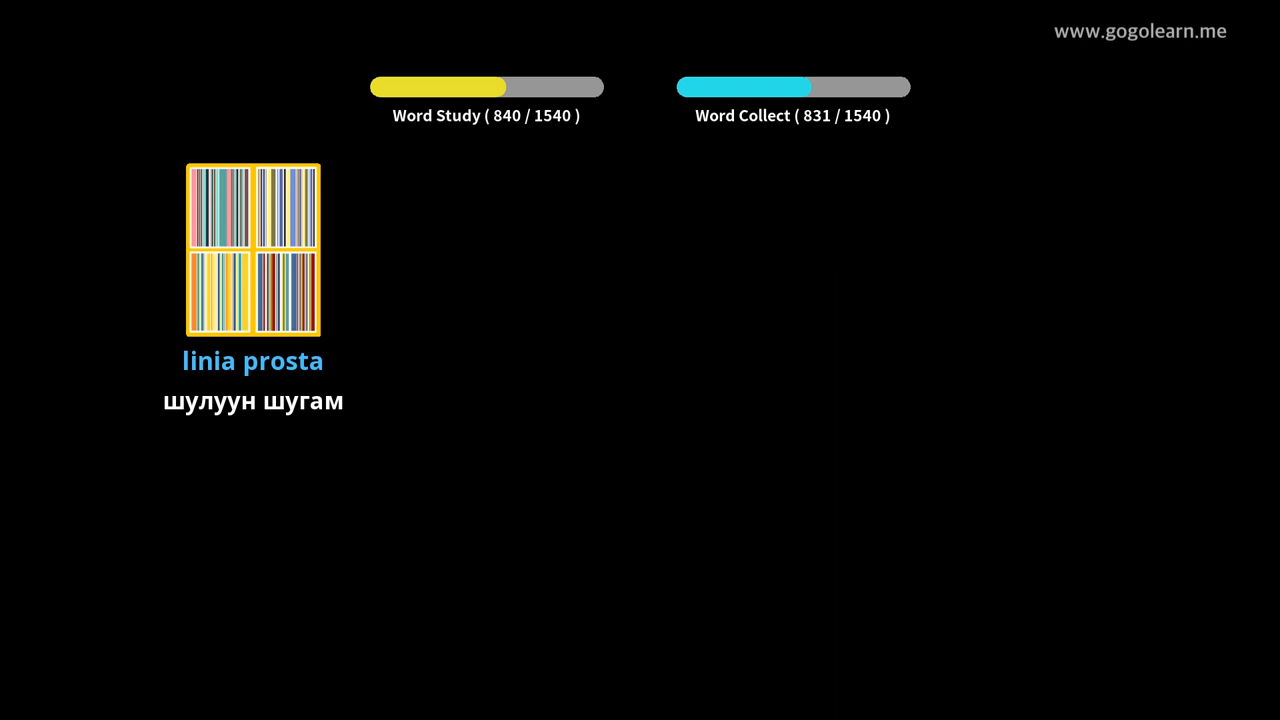 www.gogolearn.me
Word Study ( 840 / 1540 )
Word Collect ( 831 / 1540 )
linia prosta
шулуун шугам